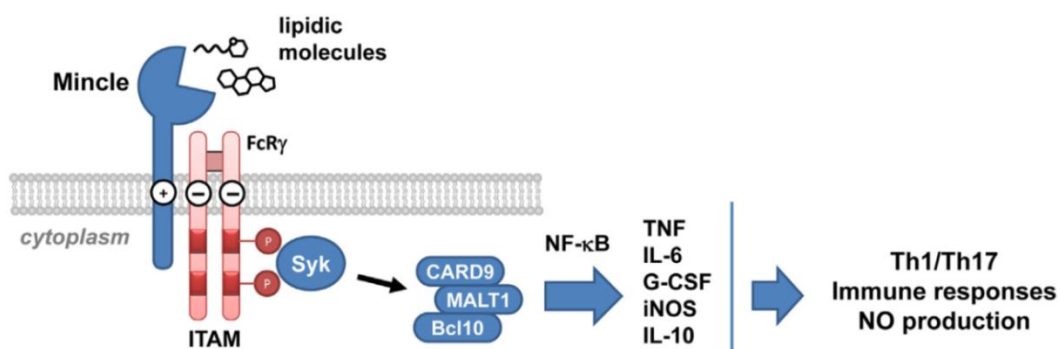 lipidic
molecules
Mincle
FcRγ
+
−
−
cytoplasm
P
P
Syk
ITAM
CARD9
MALT1
Bcl10
NF-κB
TNF
IL-6
G-CSF
iNOS
IL-10
Th1/Th17
Immune responses
NO production